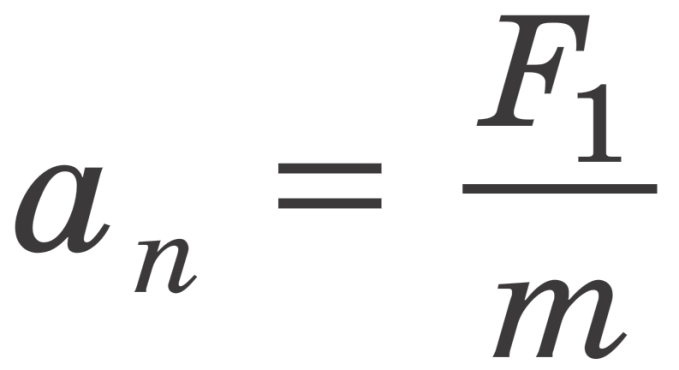 aₙ = F₁/m